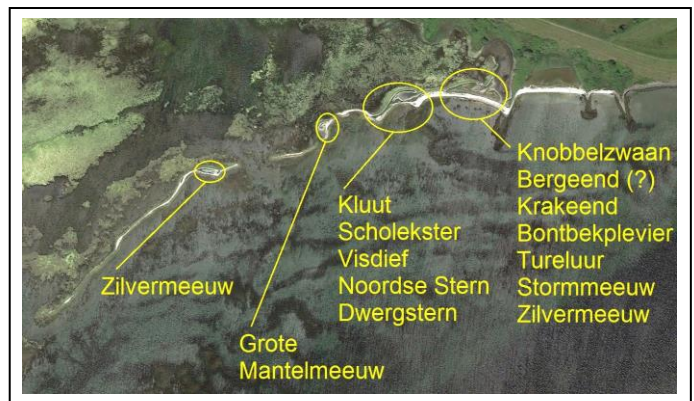 Zilvermeeuw
Grote
Mantelmeeuw
Kluut
Scholekster
Visdief
Noordse Stern
Dwergstern
Knobbelzwaan
Bergeend (?)
Krakeend
Bontbekplevier
Tureluur
Stormmeeuw
Zilvermeeuw